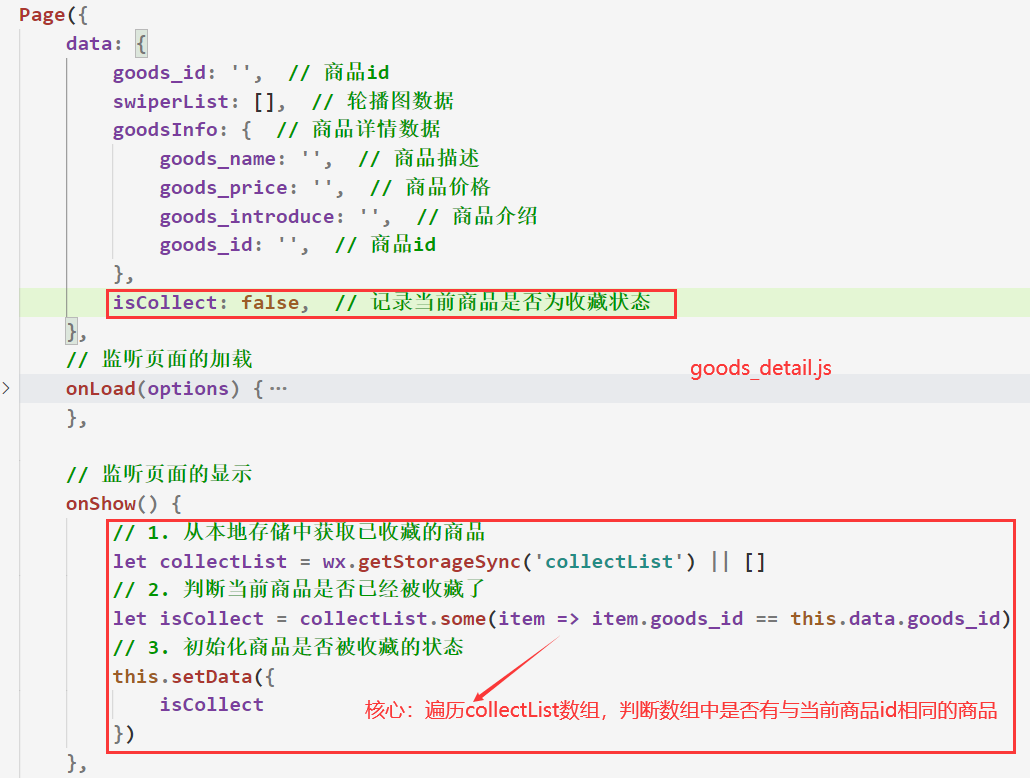 Page({
data: {
goods_id: '',  // 商品id
swiperList: [],  // 轮播图数据
goodsInfo: {  // 商品详情数据
goods_name: '',  // 商品描述
goods_price: '',  // 商品价格
goods_introduce: '',  // 商品介绍
goods_id: '',  // 商品id
},
isCollect: false,  // 记录当前商品是否为收藏状态
},
// 监听页面的加载
goods_detail.js
onLoad(options) {···
},
// 监听页面的显示
onShow() {
// 1. 从本地存储中获取已收藏的商品
let collectList = wx.getStorageSync('collectList') || []
// 2. 判断当前商品是否已经被收藏了
let isCollect = collectList.some(item => item.goods_id == this.data.goods_id)
// 3. 初始化商品是否被收藏的状态
this.setData({
isCollect
核心：遍历collectList数组，判断数组中是否有与当前商品id相同的商品
})
},